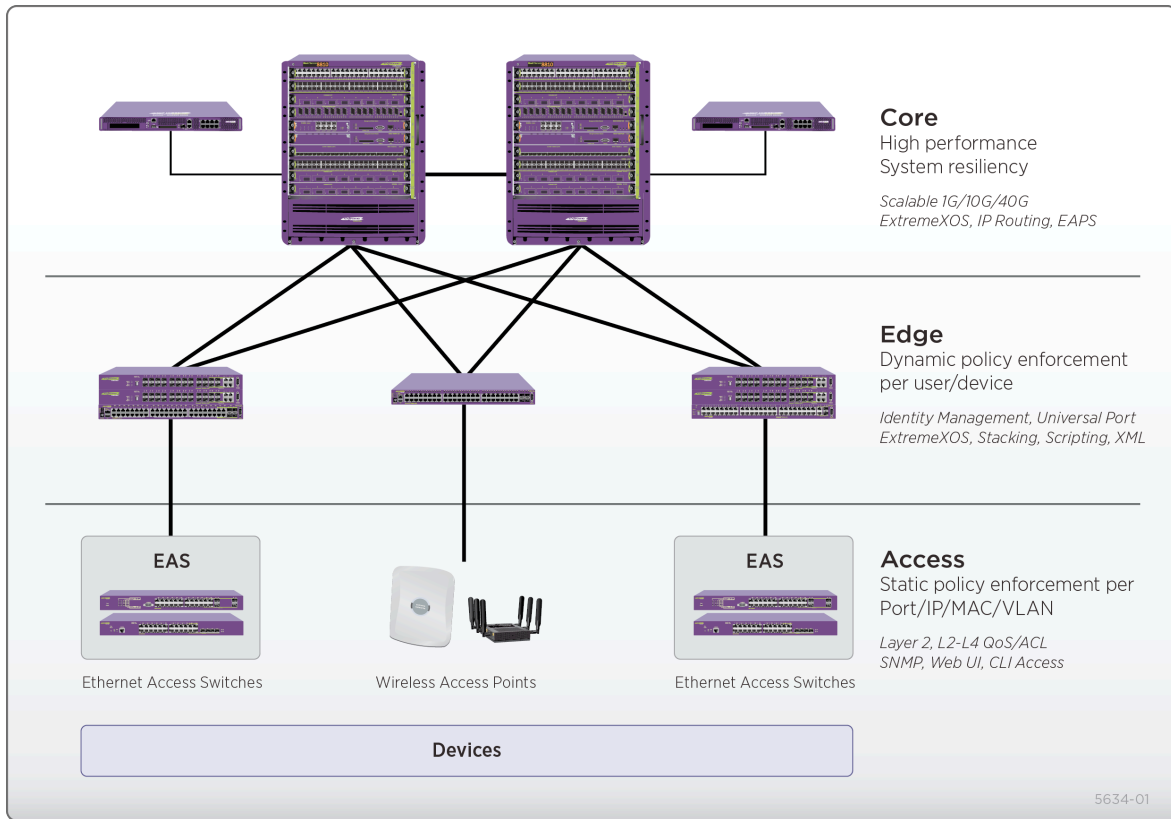 8810
8810
Core
High performance
System resiliency
Scalable 1G/10G/40G
ExtremeXOS, IP Routing, EAPS
Edge
Dynamic policy enforcement
per user/device
Identity Management, Universal Port
ExtremeXOS, Stacking, Scripting, XML
EAS
EAS
Access
Static policy enforcement per
Port/IP/MAC/VLAN
Layer 2, L2-L4 QoS/ACL
SNMP, Web UI, CLI Access
Ethernet Access Switches
Wireless Access Points
Ethernet Access Switches
Devices
5634-01